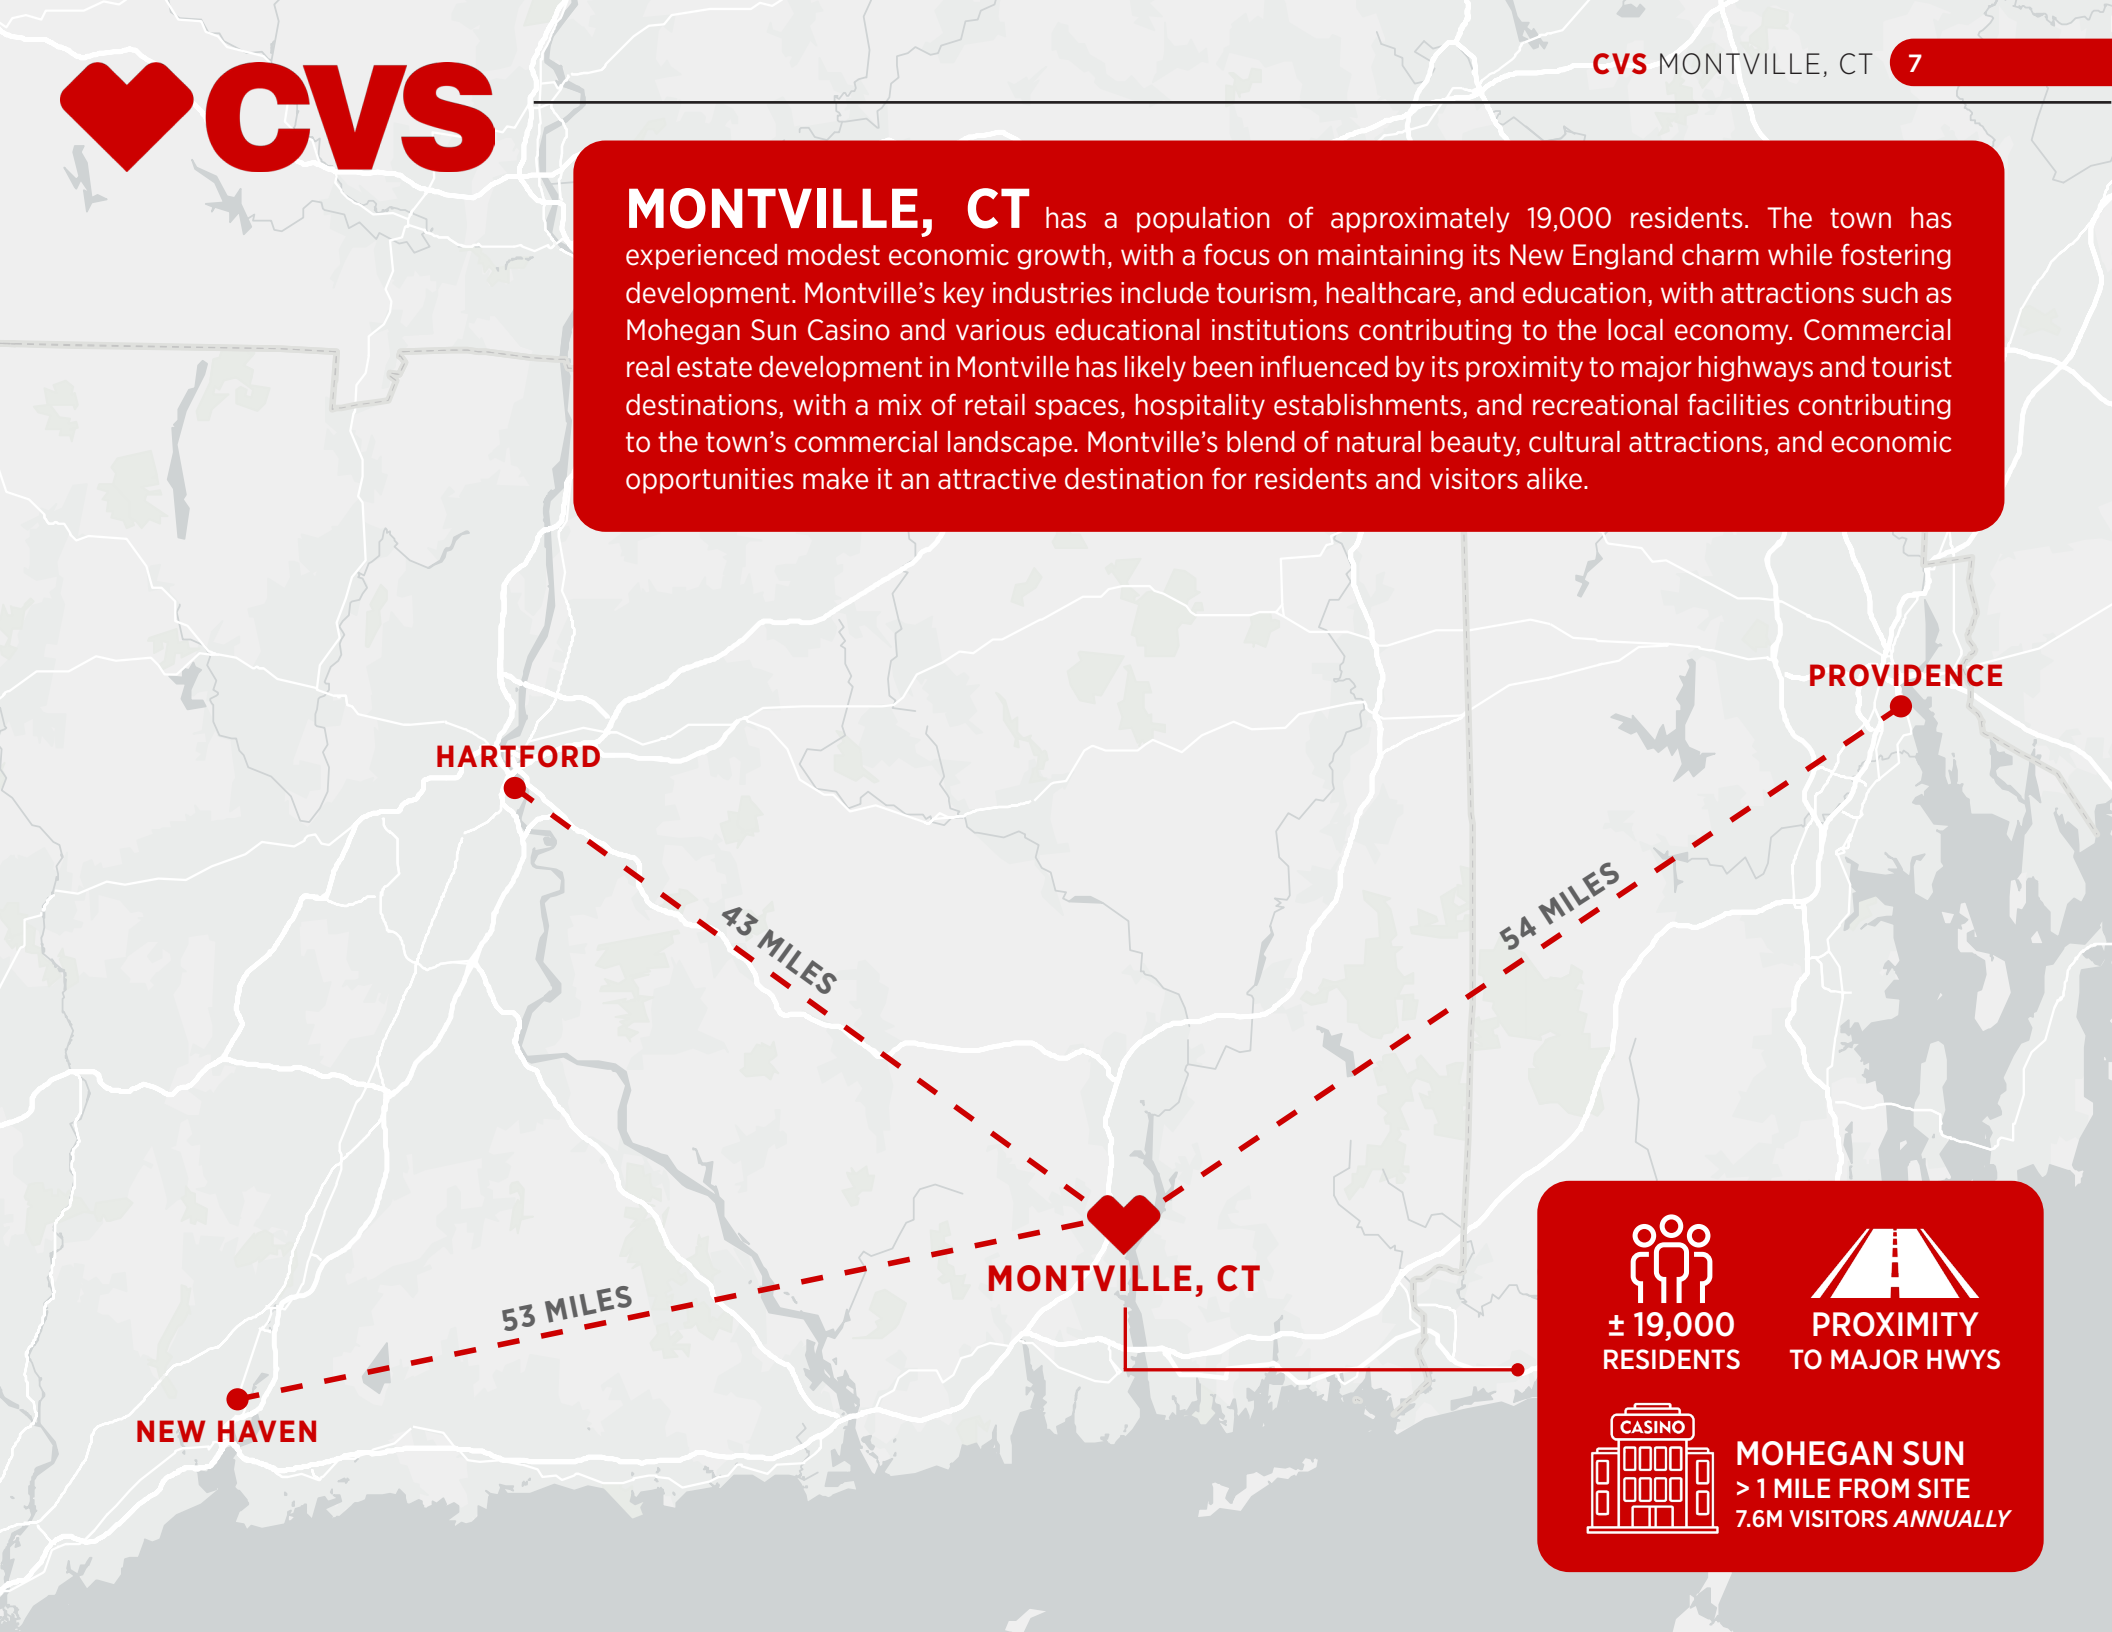 CVS
CVS MONTVILLE, CT 7
MONTVILLE, CT has a population of approximately 19,000 residents. The town has
experienced modest economic growth, with a focus on maintaining its New England charm while fostering
development. Montville’s key industries include tourism, healthcare, and education, with attractions such as
Mohegan Sun Casino and various educational institutions contributing to the local economy. Commercial
real estate development in Montville has likely been influenced by its proximity to major highways and tourist
destinations, with a mix of retail spaces, hospitality establishments, and recreational facilities contributing
to the town’s commercial landscape. Montville’s blend of natural beauty, cultural attractions, and economic
opportunities make it an attractive destination for residents and visitors alike.
PROVIDENCE
HARTFORD
43 MILES
54 MILES
MONTVILLE, CT
53 MILES
NEW HAVEN
± 19,000
RESIDENTS
PROXIMITY
TO MAJOR HWYS
CASINO
MOHEGAN SUN
> 1 MILE FROM SITE
7.6M VISITORS ANNUALLY